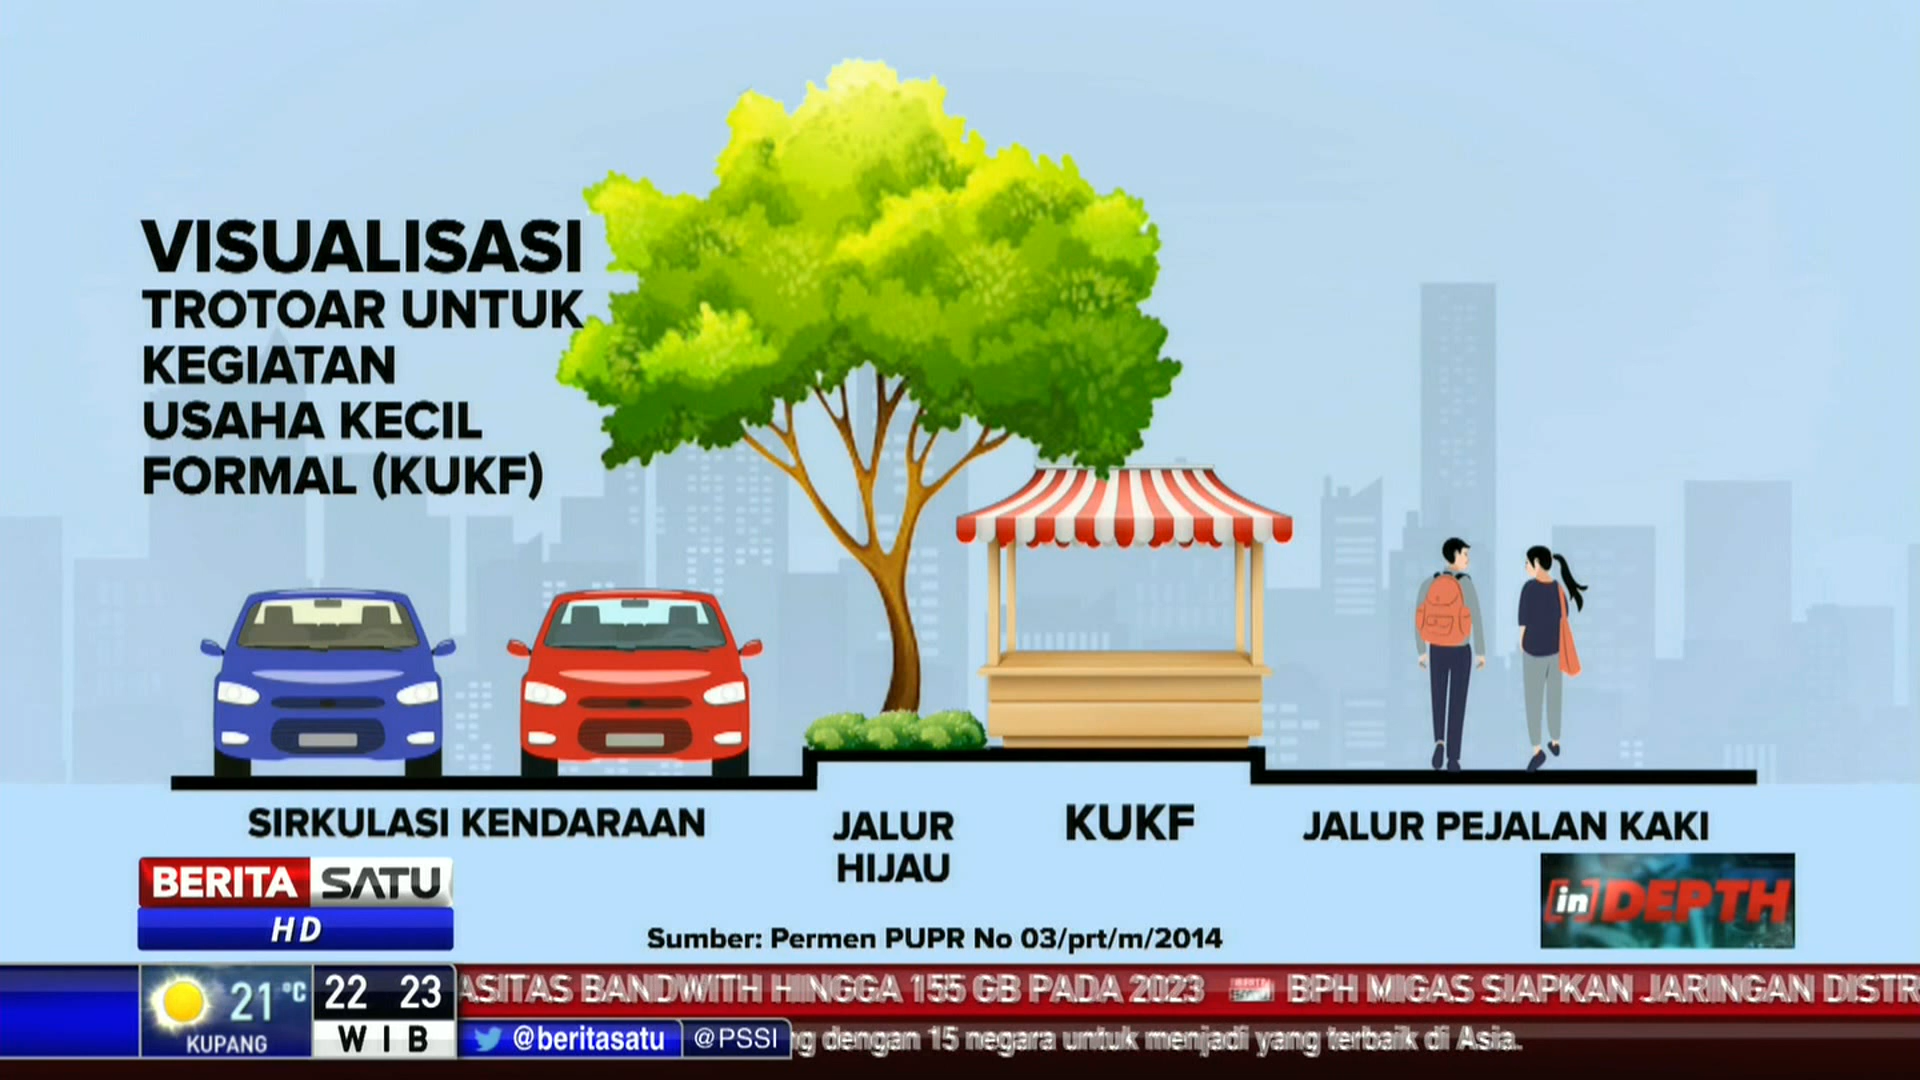 VISUALISASI
TROTOAR UNTUK
KEGIATAN
USAHA KECIL
FORMAL (KUKF)
SIRKULASI KENDARAAN
JALUR
HIJAU
KUKF
JALUR PEJALAN KAKI
Sumber: Permen PUPR No 03/prt/m/2014
BERITA SATU
HD
[in] DEPTH
21°C
KUPANG
22 23
WIB
ASITAS BANDWITH HINGGA 155 GB PADA 2023 BPH MIGAS SIAPKAN JARINGAN DISTR
@beritasatu @PSSI ng dengan 15 negara untuk menjadi yang terbaik di Asia.